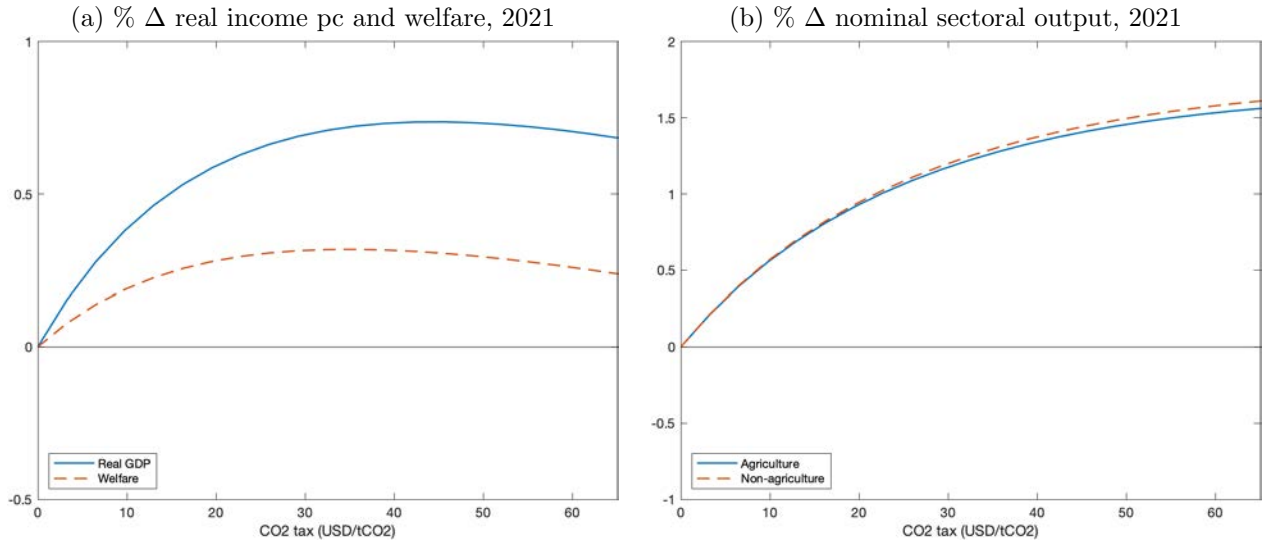 (a) % Δ real income pc and welfare, 2021
1
0.5
0
-0.5
Real GDP
Welfare
0 10 20 30 40 50 60
CO2 tax (USD/tCO2)
(b) % Δ nominal sectoral output, 2021
2
1.5
1
0.5
0
-0.5
-1
Agriculture
Non-agriculture
0 10 20 30 40 50 60
CO2 tax (USD/tCO2)